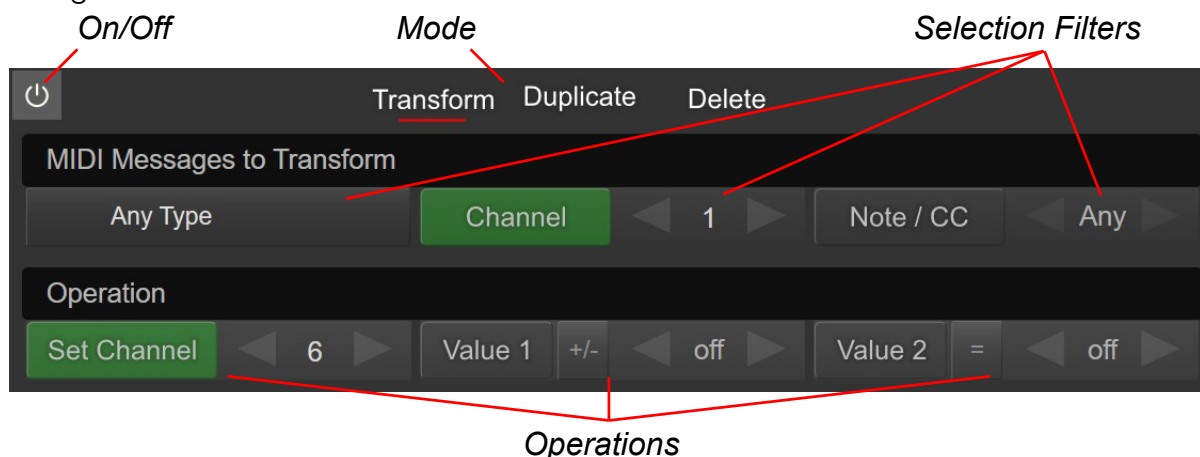 On/Off Mode Selection Filters
Transform Duplicate Delete
MIDI Messages to Transform
Any Type Channel 1 Note / CC Any
Operation
Set Channel 6 Value 1 +/- off Value 2 = off
Operations